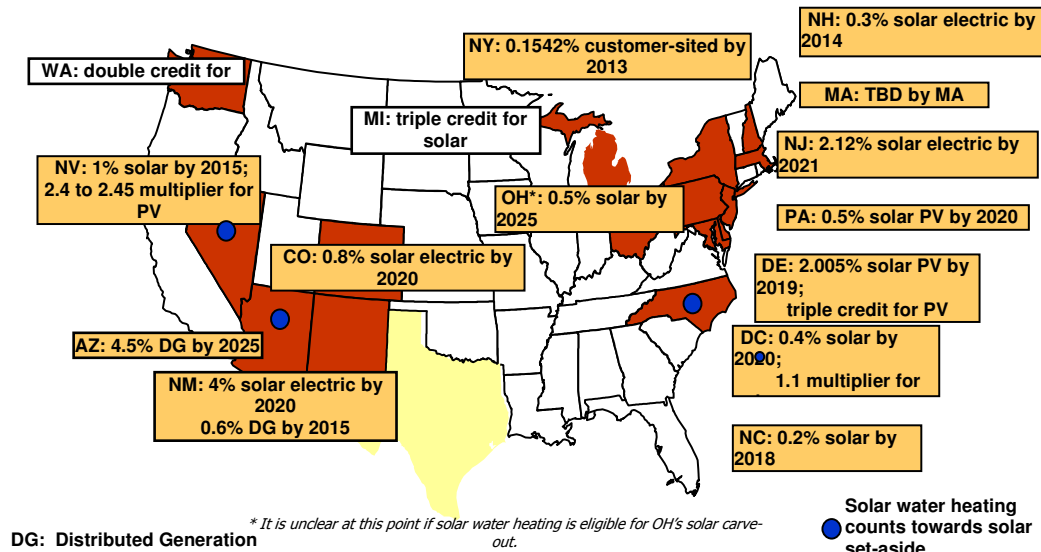 NY: 0.1542% customer-sited by
2013
NH: 0.3% solar electric by
2014
WA: double credit for
MA: TBD by MA
MI: triple credit for
solar
NJ: 2.12% solar electric by
2021
NV: 1% solar by 2015;
2.4 to 2.45 multiplier for
PV
OH*: 0.5% solar by
2025
PA: 0.5% solar PV by 2020
CO: 0.8% solar electric by
2020
DE: 2.005% solar PV by
2019;
triple credit for PV
AZ: 4.5% DG by 2025
DC: 0.4% solar by
2020;
1.1 multiplier for
NM: 4% solar electric by
2020
0.6% DG by 2015
NC: 0.2% solar by
2018
DG: Distributed Generation
* It is unclear at this point if solar water heating is eligible for OH's solar carve-
out.
Solar water heating
counts towards solar
set-aside